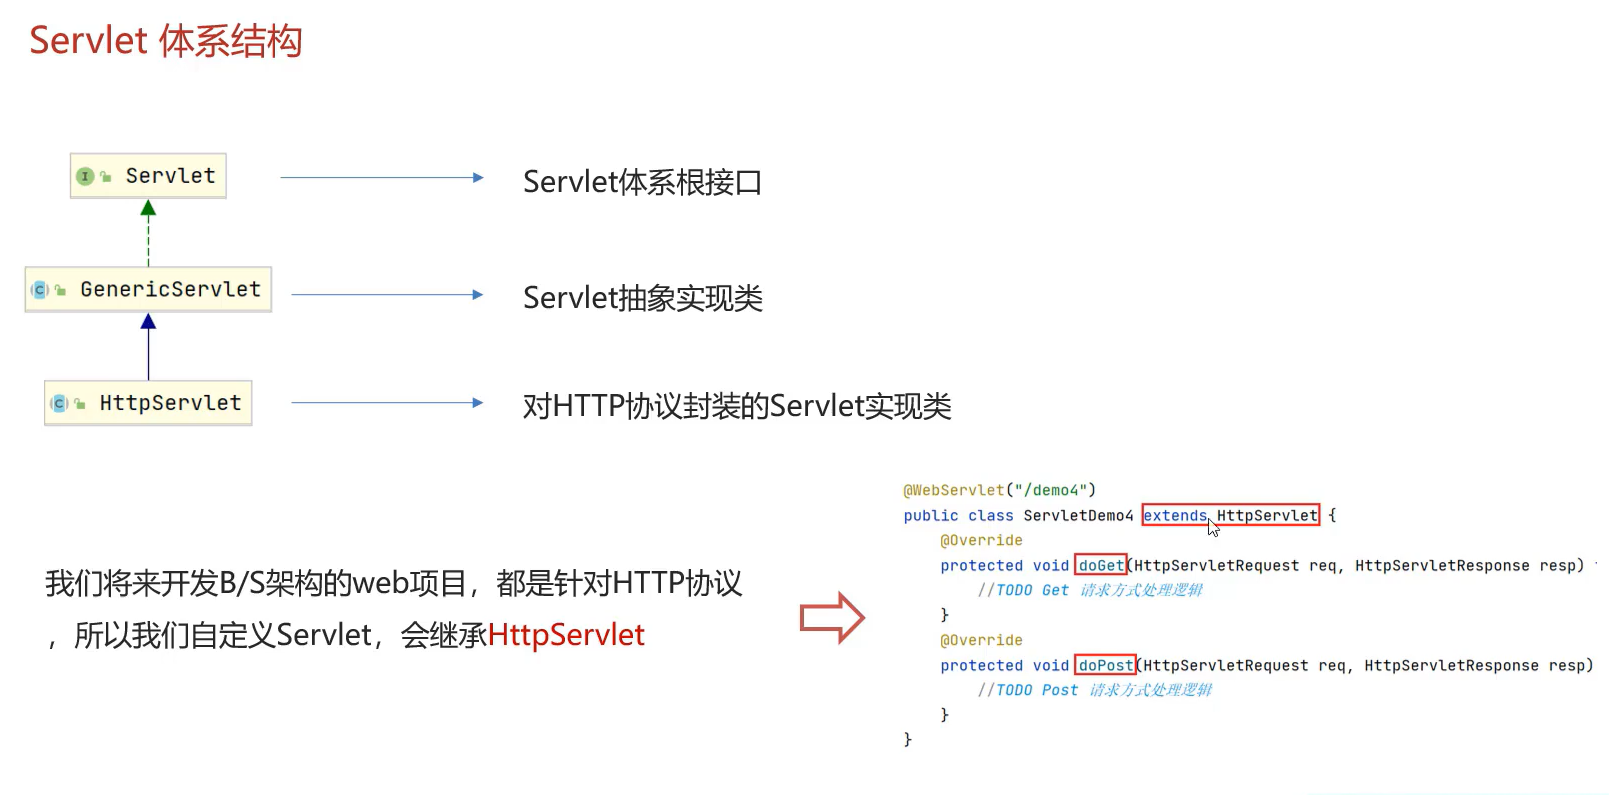 Servlet 体系结构
Servlet
Servlet体系根接口
GenericServlet
Servlet抽象实现类
HttpServlet
对HTTP协议封装的Servlet实现类
我们将来开发B/S架构的web项目，都是针对HTTP协议
，所以我们自定义Servlet，会继承HttpServlet
@WebServlet("/demo4")
public class ServletDemo4 extends HttpServlet {
@Override
protected void doGet(HttpServletRequest req, HttpServletResponse resp)
//TODO Get 请求方式处理逻辑
}
@Override
protected void doPost(HttpServletRequest req, HttpServletResponse resp)
//TODO Post 请求方式处理逻辑
}
}